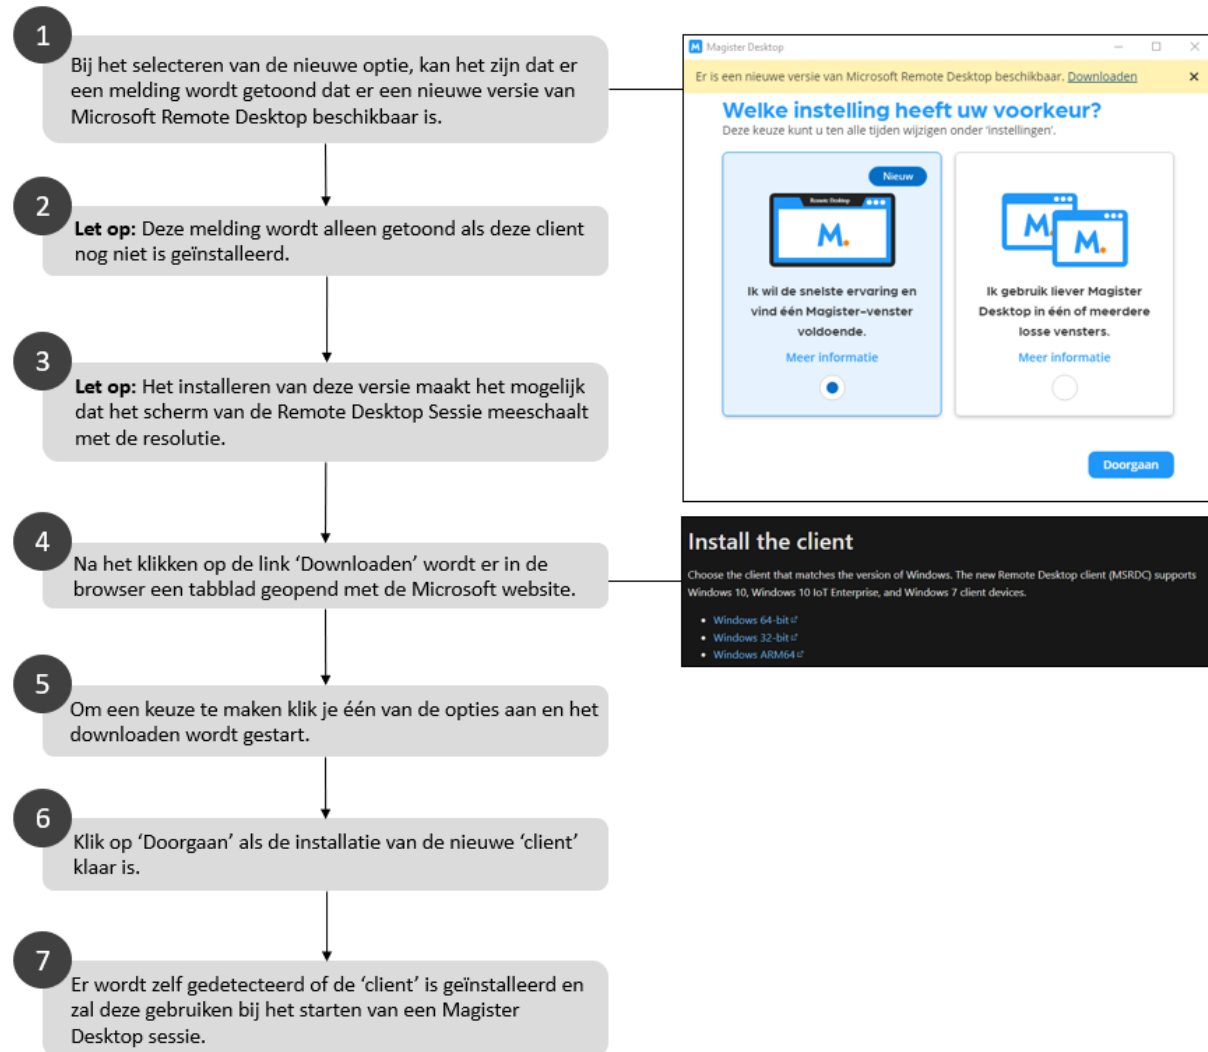 1
Bij het selecteren van de nieuwe optie, kan het zijn dat er
een melding wordt getoond dat er een nieuwe versie van
Microsoft Remote Desktop beschikbaar is.
2
Let op: Deze melding wordt alleen getoond als deze client
nog niet is geïnstalleerd.
3
Let op: Het installeren van deze versie maakt het mogelijk
dat het scherm van de Remote Desktop Sessie meeschaalt
met de resolutie.
4
Na het klikken op de link ‘Downloaden’ wordt er in de
browser een tabblad geopend met de Microsoft website.
5
Om een keuze te maken klik je één van de opties aan en het
downloaden wordt gestart.
6
Klik op ‘Doorgaan’ als de installatie van de nieuwe ‘client’
klaar is.
7
Er wordt zelf gedetecteerd of de ‘client’ is geïnstalleerd en
zal deze gebruiken bij het starten van een Magister
Desktop sessie.
M Magister Desktop
Er is een nieuwe versie van Microsoft Remote Desktop beschikbaar. Downloaden
Welke instelling heeft uw voorkeur?
Deze keuze kunt u ten alle tijden wijzigen onder 'instellingen'.
Nieuw
Remote Desktop
M.
Ik wil de snelste ervaring en
vind één Magister-venster
voldoende.
Meer informatie
M.
M.
Ik gebruik liever Magister
Desktop in één of meerdere
losse vensters.
Meer informatie
Doorgaan
Install the client
Choose the client that matches the version of Windows. The new Remote Desktop client (MSRDC) supports
Windows 10, Windows 10 IoT Enterprise, and Windows 7 client devices.
• Windows 64-bit
• Windows 32-bit
• Windows ARM64